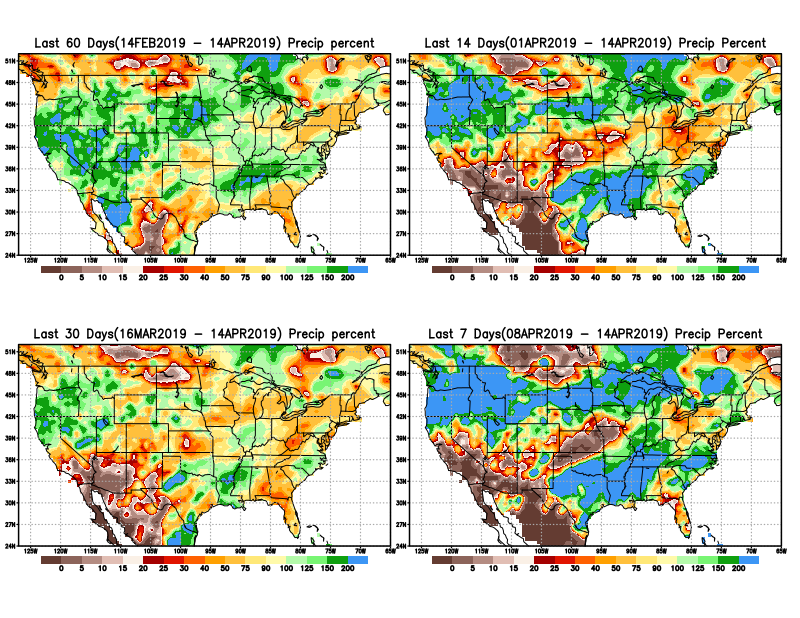 Last 60 Days(14FEB2019 – 14APR2019) Precip percent
51N
48N
45N
42N
39N
36N
33N
30N
27N
24N
125W 120W 115W 110W 105W 100W 95W 90W 85W 80W 75W 70W 65W
0 5 10 15 20 25 30 40 50 75 90 100 125 150 200
Last 14 Days(01APR2019 – 14APR2019) Precip percent
51N
48N
45N
42N
39N
36N
33N
30N
27N
24N
125W 120W 115W 110W 105W 100W 95W 90W 85W 80W 75W 70W 65W
0 5 10 15 20 25 30 40 50 75 90 100 125 150 200
Last 30 Days(16MAR2019 – 14APR2019) Precip percent
51N
48N
45N
42N
39N
36N
33N
30N
27N
24N
125W 120W 115W 110W 105W 100W 95W 90W 85W 80W 75W 70W 65W
0 5 10 15 20 25 30 40 50 75 90 100 125 150 200
Last 7 Days(08APR2019 – 14APR2019) Precip Percent
51N
48N
45N
42N
39N
36N
33N
30N
27N
24N
125W 120W 115W 110W 105W 100W 95W 90W 85W 80W 75W 70W 65W
0 5 10 15 20 25 30 40 50 75 90 100 125 150 200